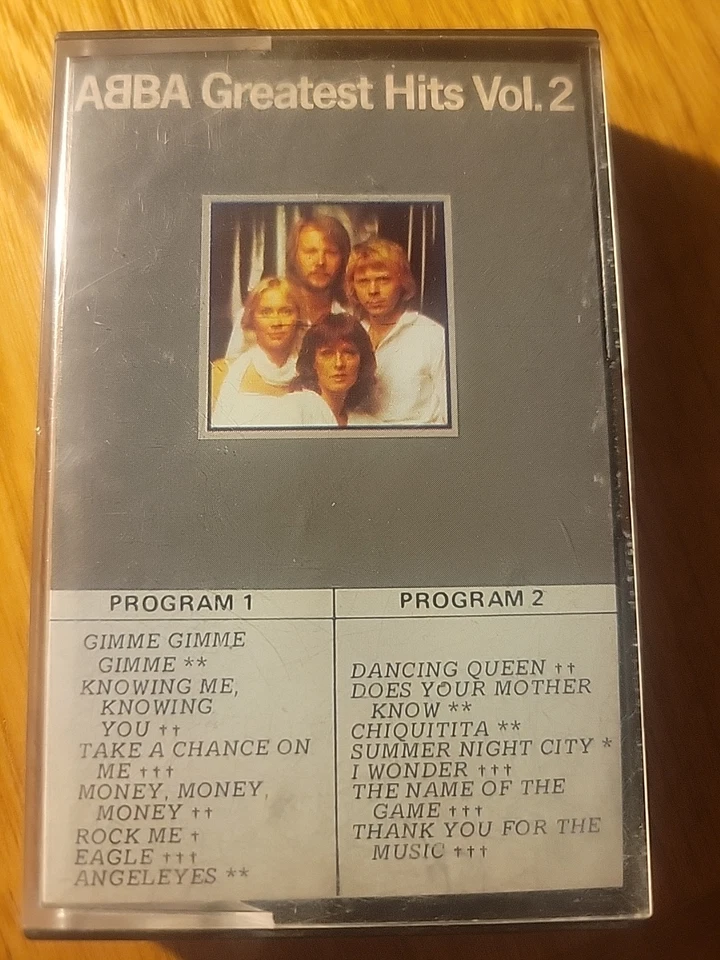 ABBA Greatest Hits Vol. 2
PROGRAM 1
GIMME GIMME
GIMME **
KNOWING ME,
KNOWING
YOU ††
TAKE A CHANCE ON
ME †††
MONEY, MONEY,
MONEY ††
ROCK ME †
EAGLE †††
ANGELEYES **
PROGRAM 2
DANCING QUEEN ††
DOES YOUR MOTHER
KNOW **
CHIQUITITA **
SUMMER NIGHT CITY *
I WONDER †††
THE NAME OF THE
GAME †††
THANK YOU FOR THE
MUSIC †††